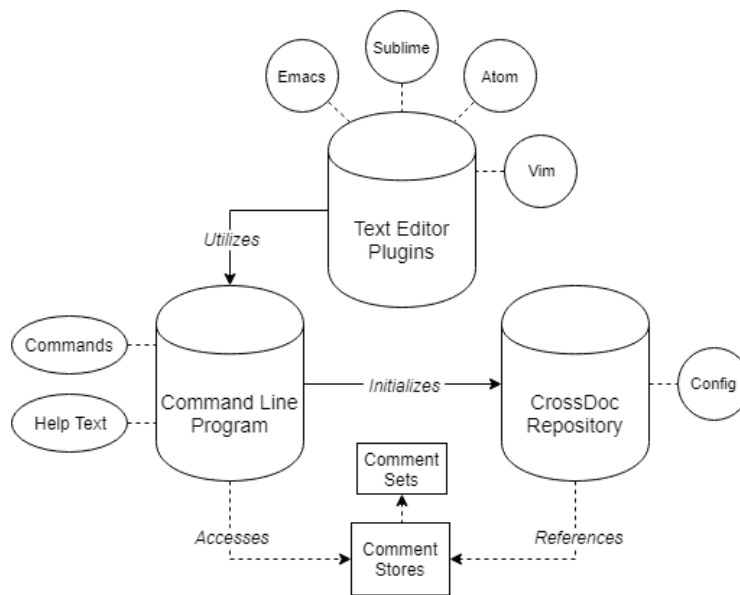 Sublime
Emacs
Atom
Vim
Text Editor
Plugins
Utilizes
Commands
Help Text
Command Line
Program
Initializes
CrossDoc
Repository
Config
Comment
Sets
Accesses
References
Comment
Stores